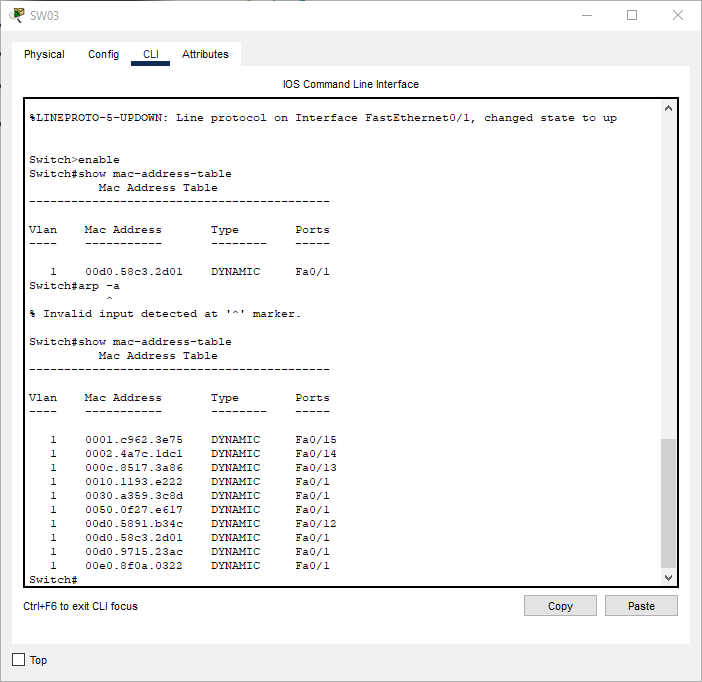 SW03
Physical Config CLI Attributes
IOS Command Line Interface
%LINEPROTO-5-UPDOWN: Line protocol on Interface FastEthernet0/1, changed state to up
Switch>enable
Switch#show mac-address-table
Mac Address Table
-------------------------------------------
Vlan Mac Address Type Ports
---- ----------- -------- -----
1 00d0.58c3.2d01 DYNAMIC Fa0/1
Switch#arp -a
^
% Invalid input detected at '^' marker.
Switch#show mac-address-table
Mac Address Table
-------------------------------------------
Vlan Mac Address Type Ports
---- ----------- -------- -----
1 0001.c962.3e75 DYNAMIC Fa0/15
1 0002.4a7c.1dc1 DYNAMIC Fa0/14
1 000c.8517.3a86 DYNAMIC Fa0/13
1 0010.1193.e222 DYNAMIC Fa0/1
1 0030.a359.3c8d DYNAMIC Fa0/1
1 0050.0f27.e617 DYNAMIC Fa0/1
1 00d0.5891.b34c DYNAMIC Fa0/12
1 00d0.58c3.2d01 DYNAMIC Fa0/1
1 00d0.9715.23ac DYNAMIC Fa0/1
1 00e0.8f0a.0322 DYNAMIC Fa0/1
Switch#
Ctrl+F6 to exit CLI focus
Copy Paste
Top